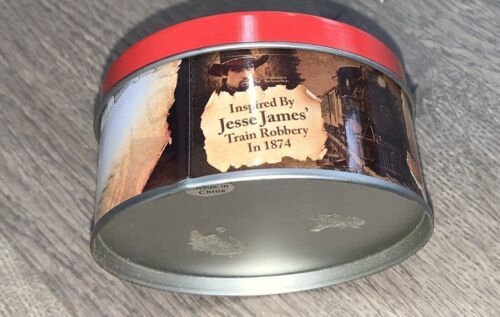 Inspired By
Jesse James'
Train Robbery
In 1874
Made in
China